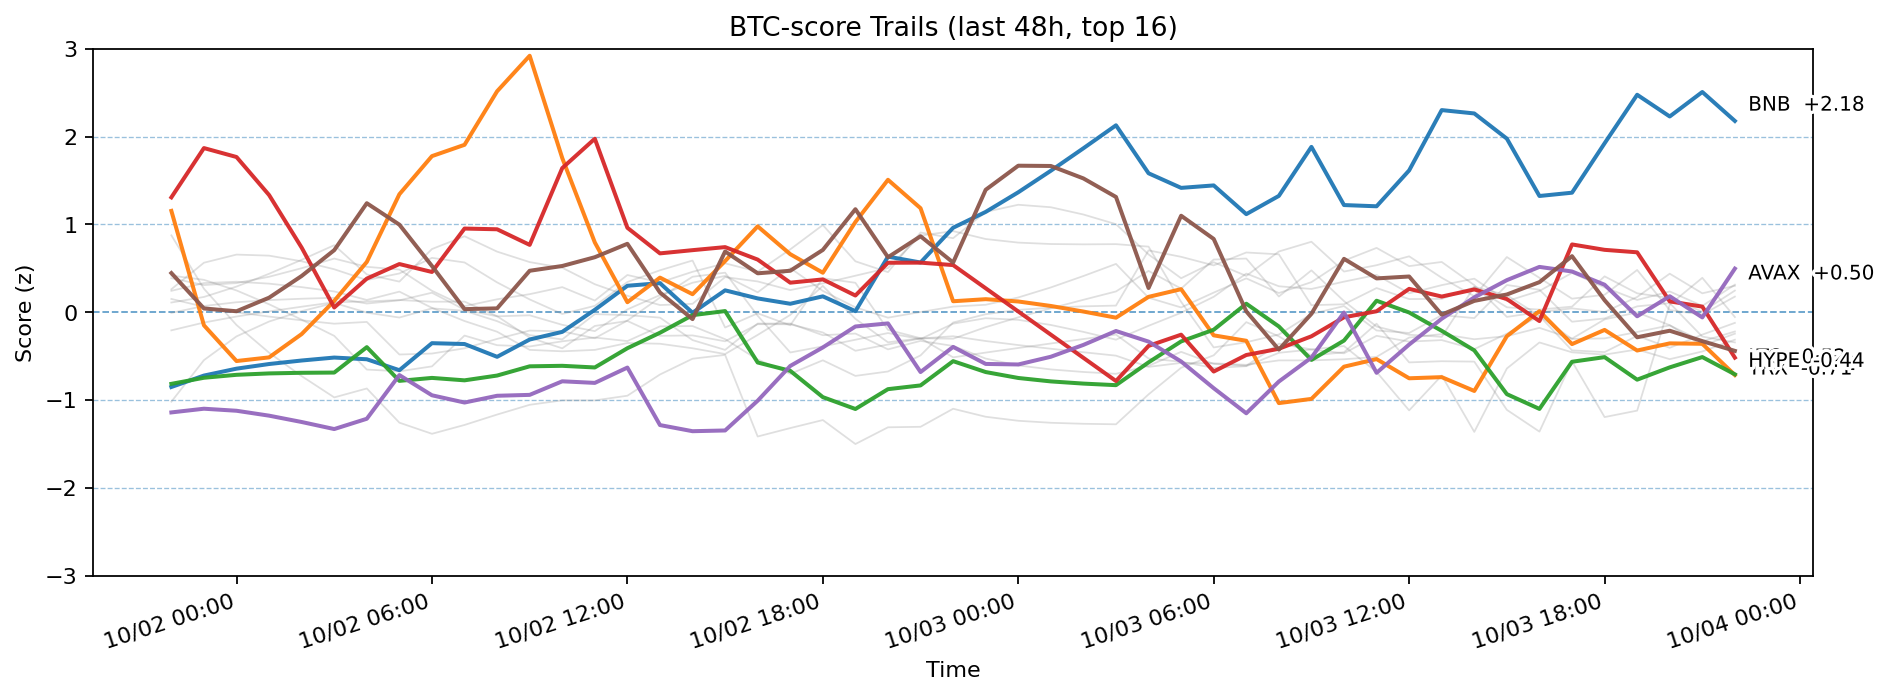 BTC-score Trails (last 48h, top 16)
Score (z)
3
2
1
0
−1
−2
−3
BNB +2.18
AVAX +0.50
HYPE -0.44
10/02 00:00
10/02 06:00
10/02 12:00
10/02 18:00
10/03 00:00
10/03 06:00
10/03 12:00
10/03 18:00
10/04 00:00
Time